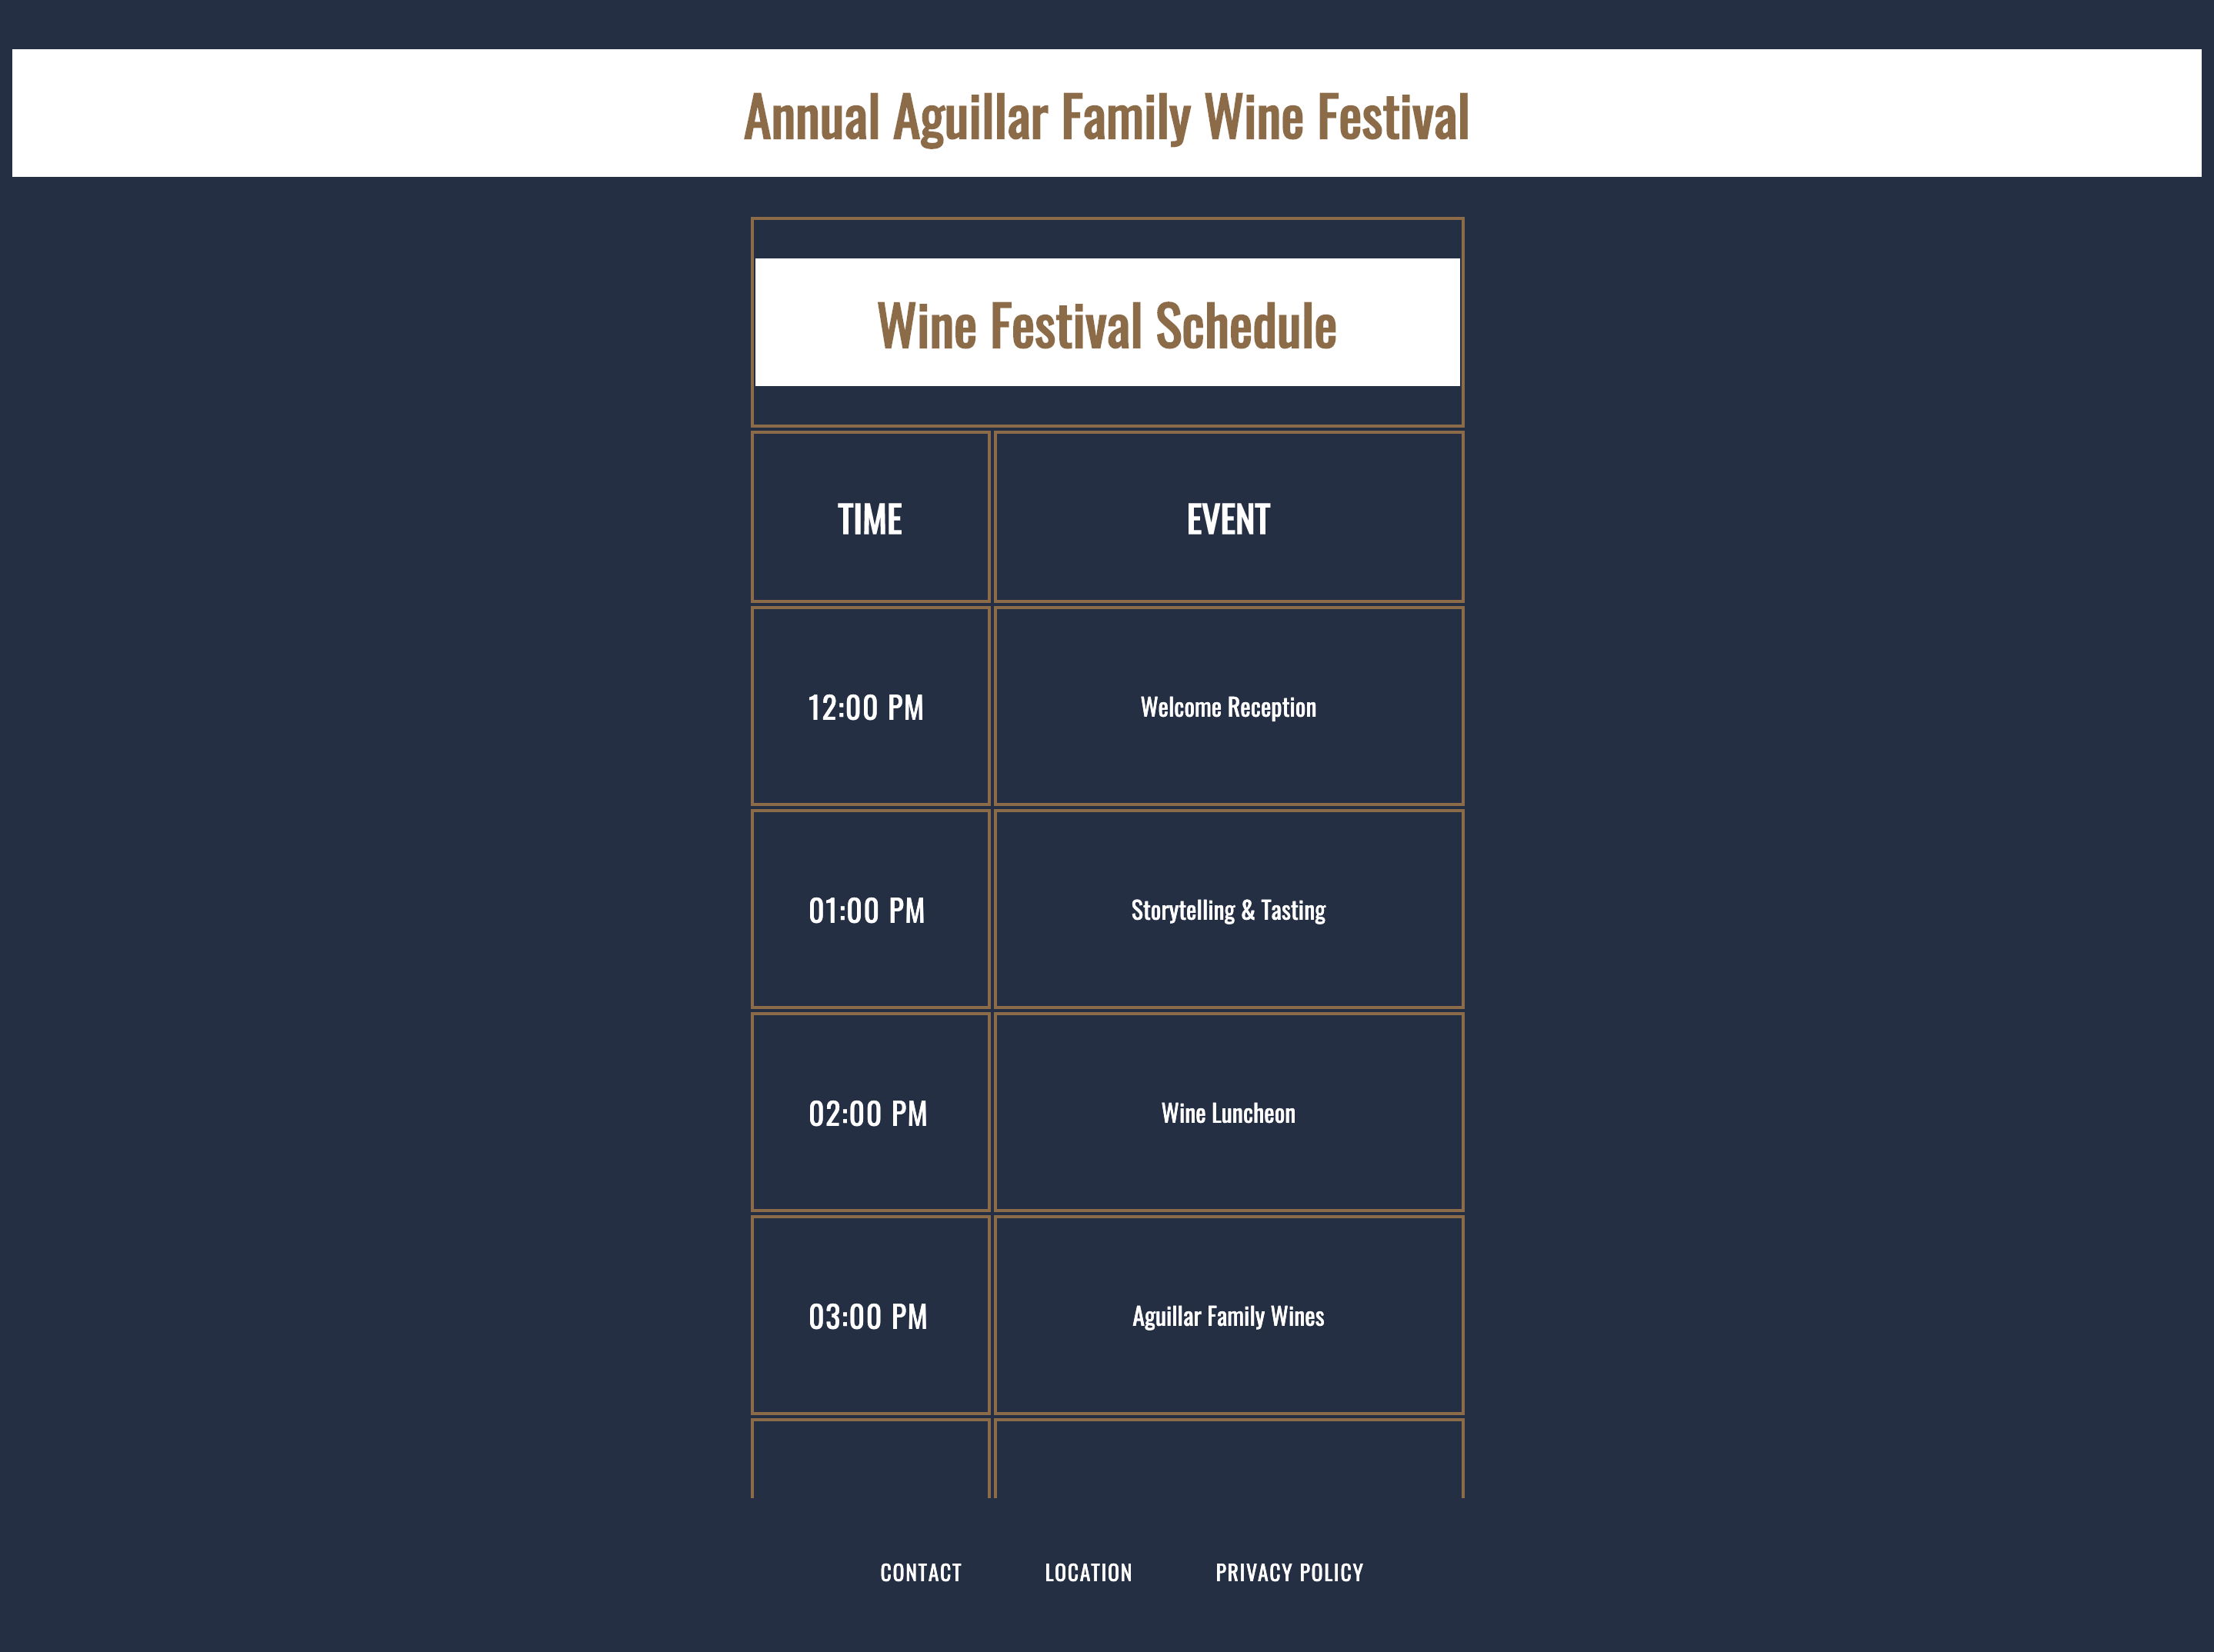 Annual Aguillar Family Wine Festival
Wine Festival Schedule
TIME EVENT
12:00 PM Welcome Reception
01:00 PM Storytelling & Tasting
02:00 PM Wine Luncheon
03:00 PM Aguillar Family Wines
CONTACT LOCATION PRIVACY POLICY